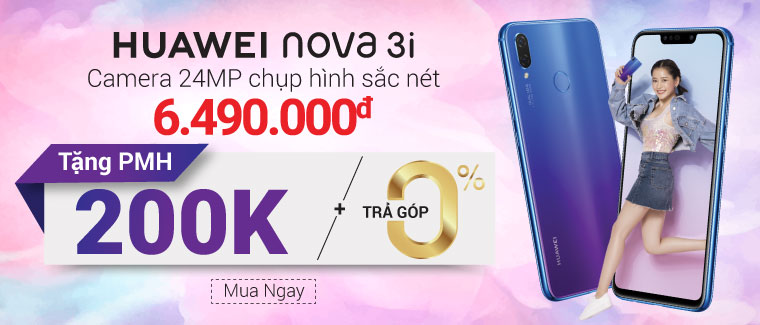 HUAWEI nova 3i
Camera 24MP chụp hình sắc nét
6.490.000đ
Tặng PMH
200K
+
TRẢ GÓP
0%
Mua Ngay
HUAWEI